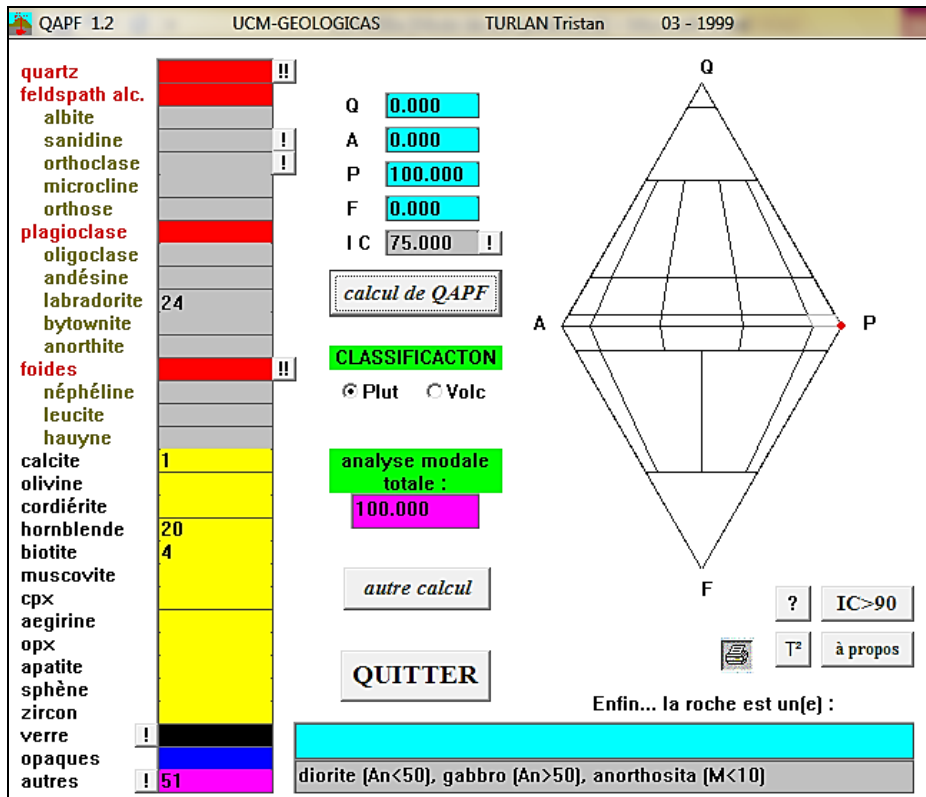 QAPF 1.2 UCM-GEOLOGICAS TURLAN Tristan 03 - 1999
quartz !!
feldspath alc.
albite
sanidine !
orthoclase !
microcline
orthose
plagioclase
oligoclase
andésine
labradorite 24
bytownite
anorthite
foides !!
néphéline
leucite
hauyne
calcite 1
olivine
cordiérite
hornblende 20
biotite 4
muscovite
cpx
aegirine
opx
apatite
sphène
zircon
verre !
opaques
autres ! 51
Q 0.000
A 0.000
P 100.000
F 0.000
I C 75.000 !
calcul de QAPF
CLASSIFICACTON
Plut Volc
analyse modale
totale :
100.000
autre calcul
QUITTER
Q
A
P
F
? IC>90
T² à propos
Enfin... la roche est un(e) :
diorite (An<50), gabbro (An>50), anorthosita (M<10)